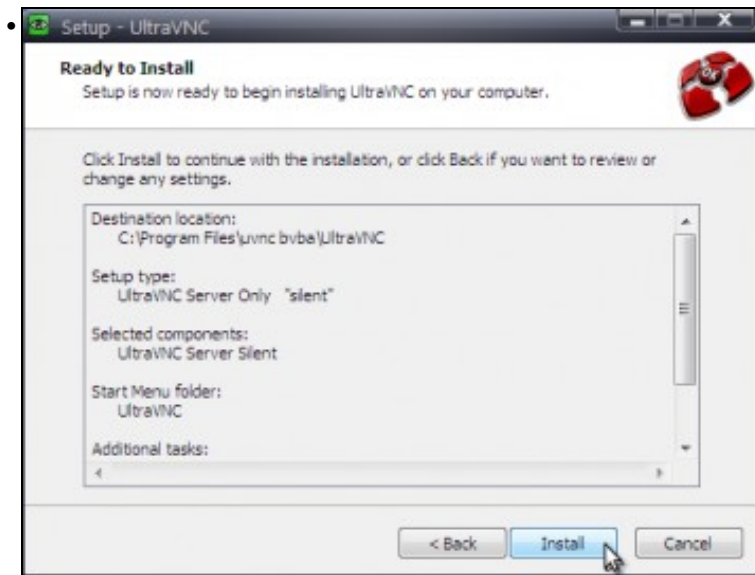 Setup - UltraVNC
Ready to Install
Setup is now ready to begin installing UltraVNC on your computer.
Click Install to continue with the installation, or click Back if you want to review or
change any settings.
Destination location:
C:\Program Files\µvnc bvba\UltraVNC
Setup type:
UltraVNC Server Only "silent"
Selected components:
UltraVNC Server Silent
Start Menu folder:
UltraVNC
Additional tasks:
< Back Install Cancel